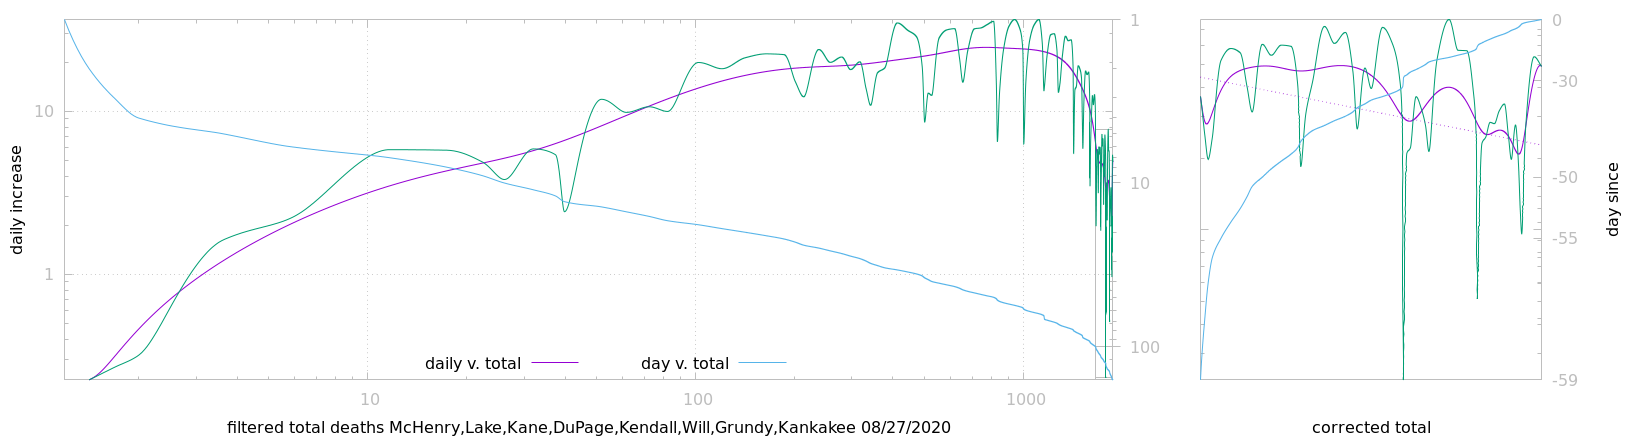 1
0
-30
10
daily increase
-50
10
day since
-55
1
100
daily v. total
day v. total
-59
10
100
1000
filtered total deaths McHenry,Lake,Kane,DuPage,Kendall,Will,Grundy,Kankakee 08/27/2020
corrected total